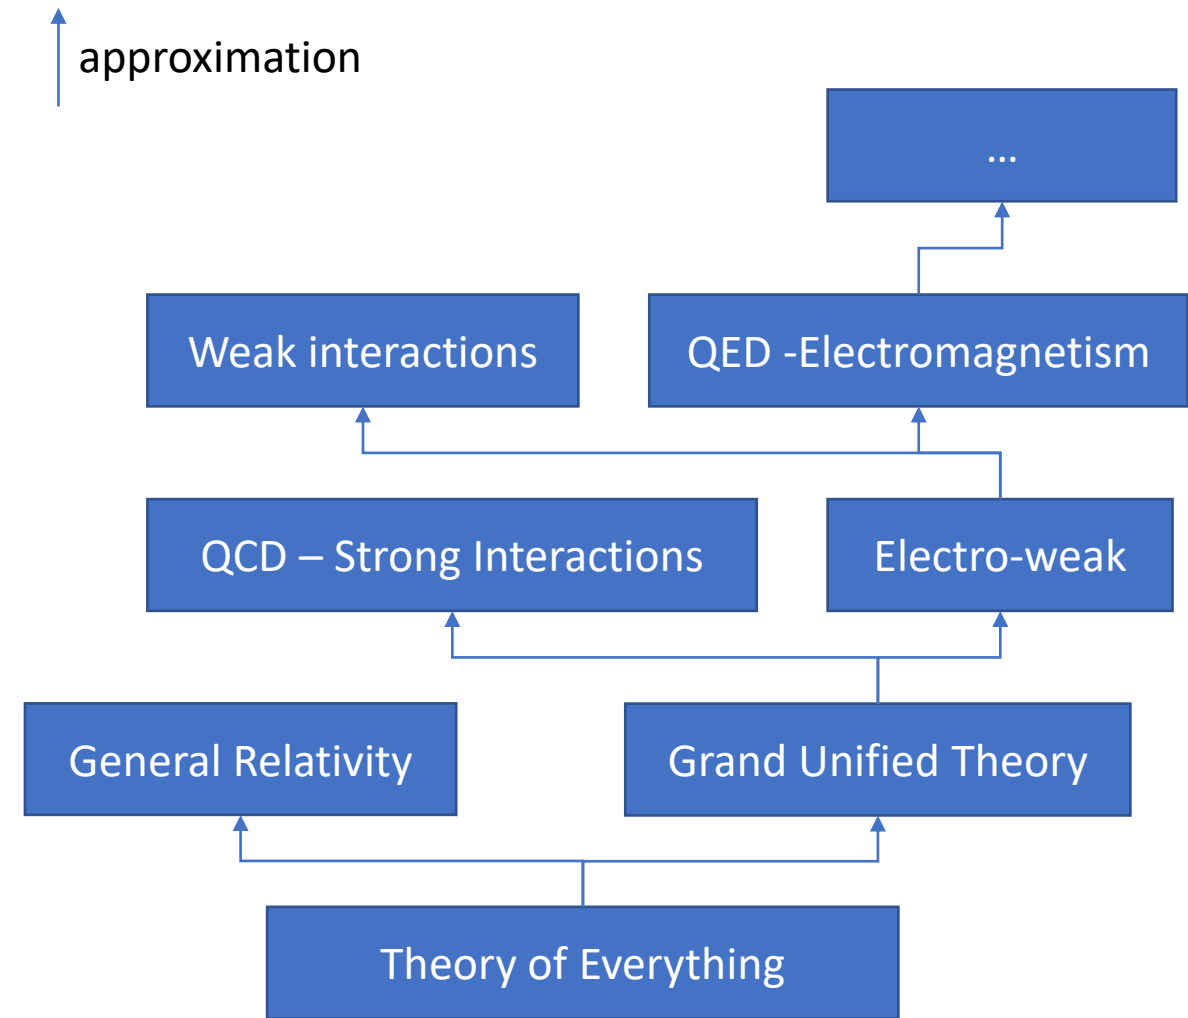 approximation
...
Weak interactions
QED -Electromagnetism
QCD – Strong Interactions
Electro-weak
General Relativity
Grand Unified Theory
Theory of Everything